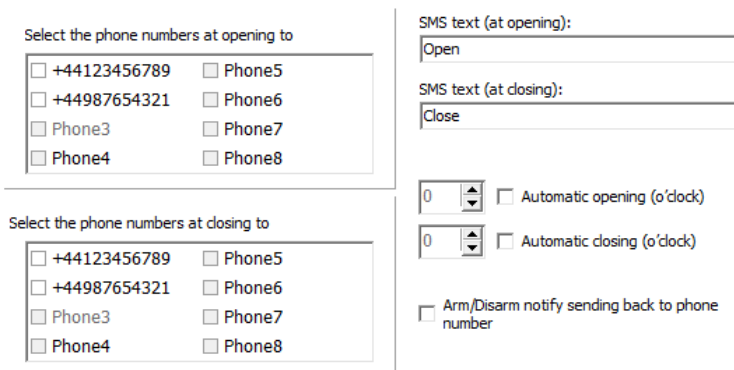 Select the phone numbers at opening to
+44123456789 Phone5
+44987654321 Phone6
Phone3 Phone7
Phone4 Phone8
Select the phone numbers at closing to
+44123456789 Phone5
+44987654321 Phone6
Phone3 Phone7
Phone4 Phone8
SMS text (at opening):
Open
SMS text (at closing):
Close
0 Automatic opening (o'clock)
0 Automatic closing (o'clock)
Arm/Disarm notify sending back to phone
number